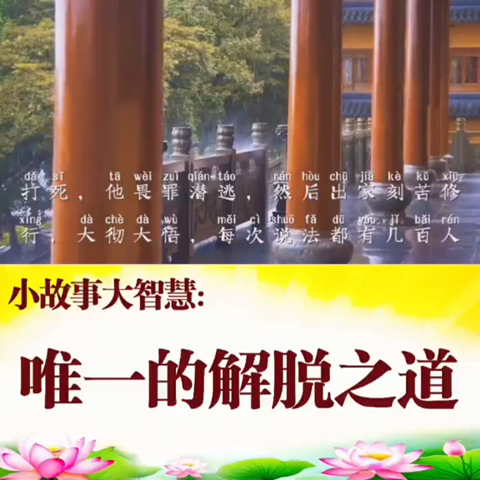 dǎ sǐ, tā wèi zuì qián táo, rán hòu chū jiā kè kǔ xiū
打死，他畏罪潜逃，然后出家刻苦修
xíng, dà chè dà wù, měi cì shuō fǎ dū yǒu jǐ bǎi rén
行，大彻大悟，每次说法都有几百人
小故事大智慧:
唯一的解脱之道